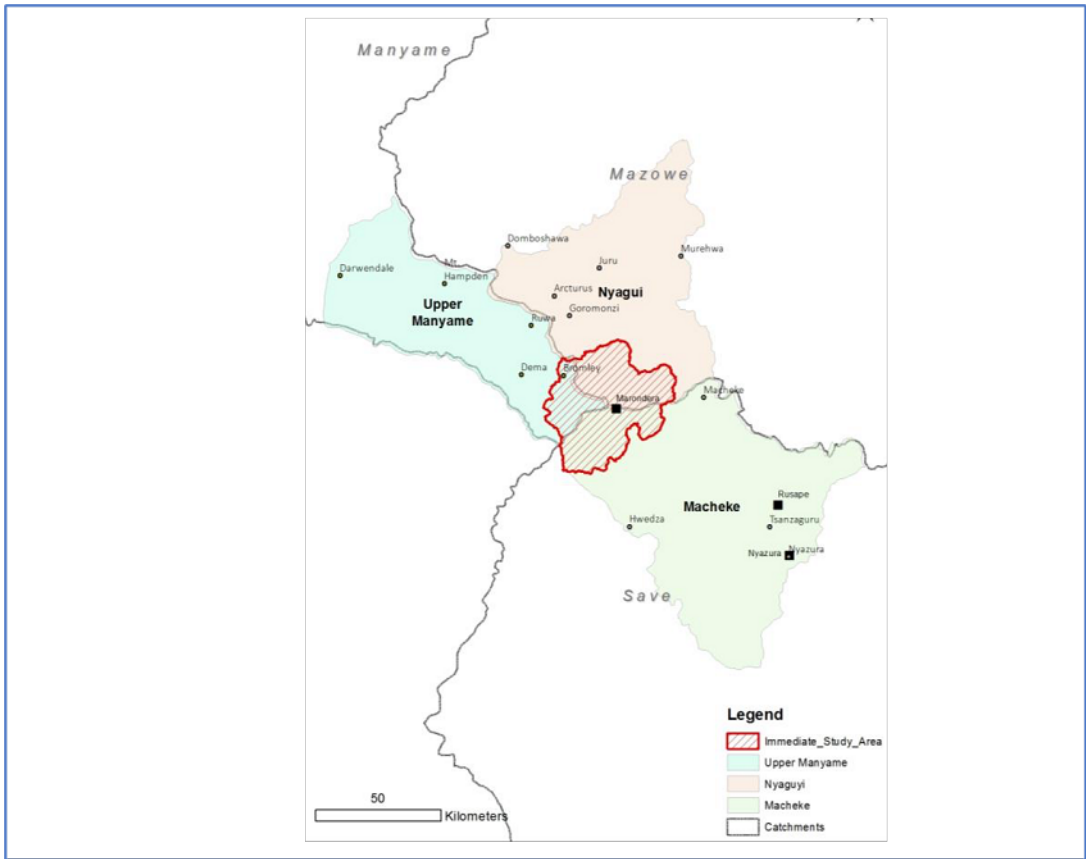 Manyame
Mazowe
Domboshawa
Murehwa
Juru
Mt
Hampden
Darwendale
Arcturus
Nyagui
Goromonzi
Upper
Manyame
Ruwa
Dema
Bromley
Macheke
Marondera
Rusape
Macheke
Hwedza
Tsanzaguru
Nyazura
Nyazura
Save
Legend
Immediate_Study_Area
Upper Manyame
Nyaguyi
Macheke
Catchments
50
Kilometers